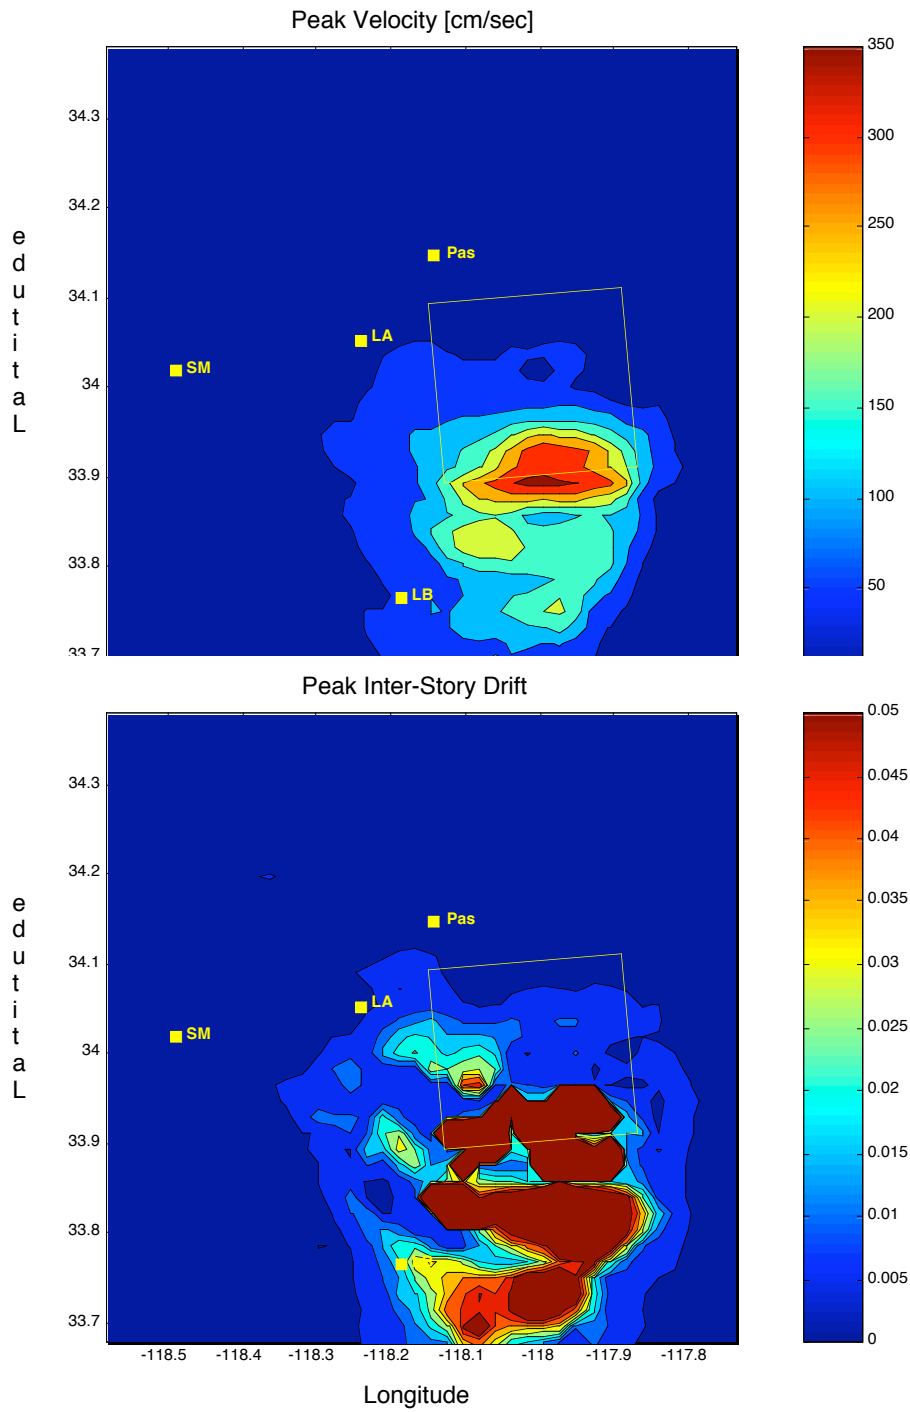 Peak Velocity [cm/sec]
edutitaL
34.3
34.2
34.1
34
33.9
33.8
33.7
Pas
LA
SM
LB
350
300
250
200
150
100
50
Peak Inter-Story Drift
edutitaL
34.3
34.2
34.1
34
33.9
33.8
33.7
Pas
LA
SM
0.05
0.045
0.04
0.035
0.03
0.025
0.02
0.015
0.01
0.005
0
-118.5 -118.4 -118.3 -118.2 -118.1 -118 -117.9 -117.8
Longitude